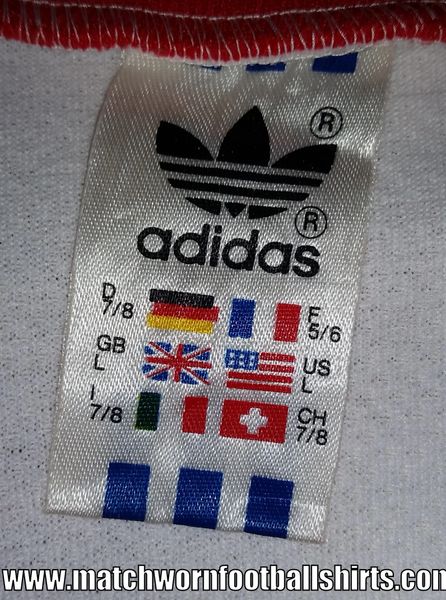 ®
®
adidas
D 7/8 F 5/6
GB L US L
I 7/8 CH 7/8
www.matchwornfootballshirts.com